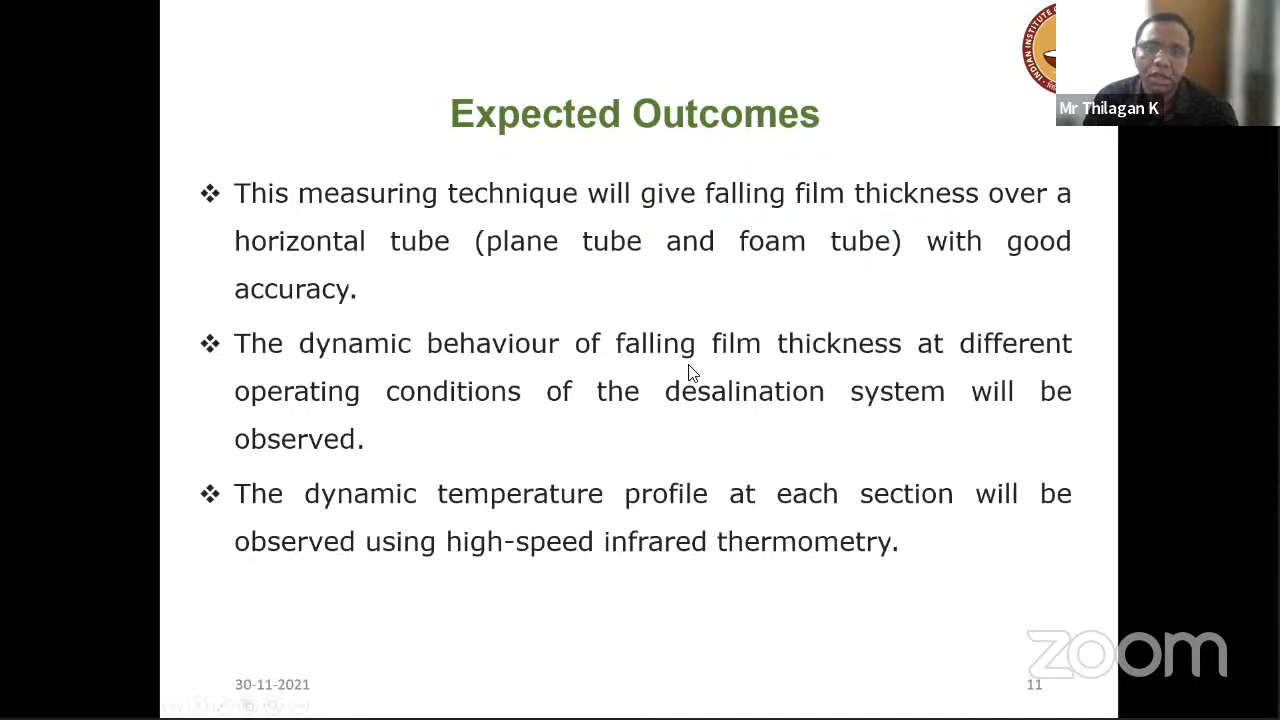 INDIAN INSTITUTE
Mr Thilagan K
Expected Outcomes
❖ This measuring technique will give falling film thickness over a
horizontal tube (plane tube and foam tube) with good
accuracy.
❖ The dynamic behaviour of falling film thickness at different
operating conditions of the desalination system will be
observed.
❖ The dynamic temperature profile at each section will be
observed using high-speed infrared thermometry.
zoom
30-11-2021
11